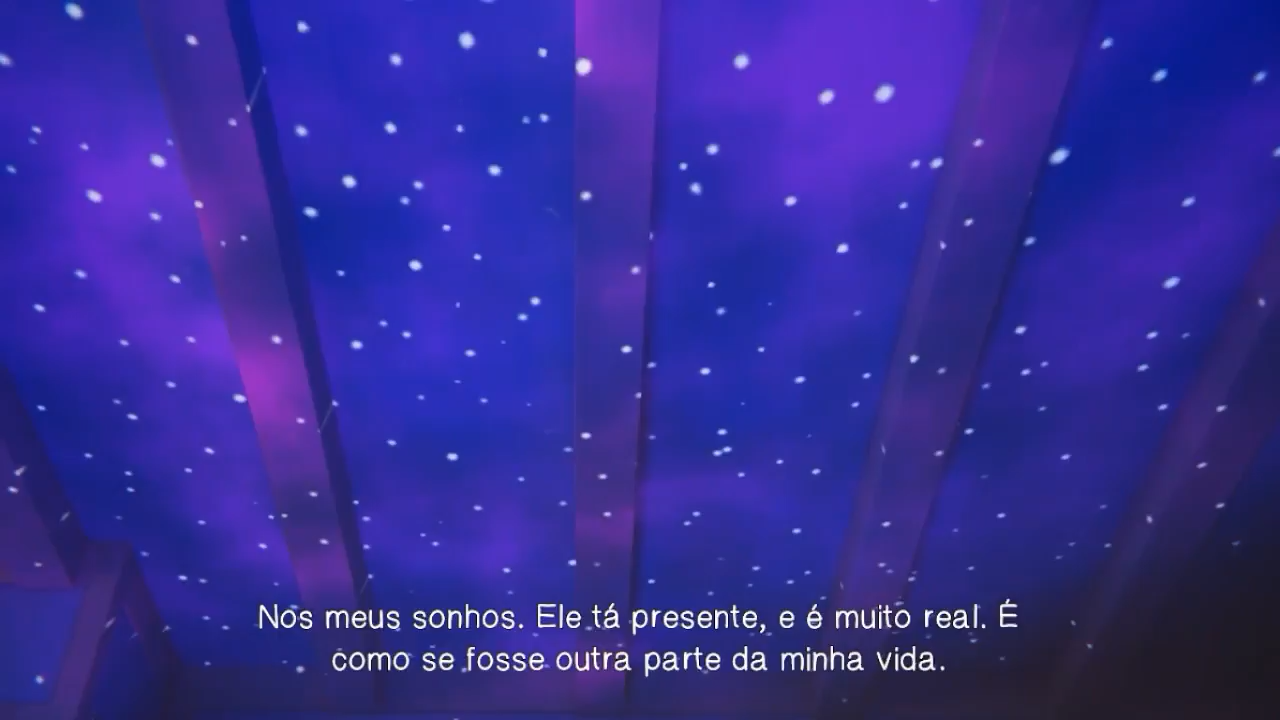 Nos meus sonhos. Ele tá presente, e é muito real. É
como se fosse outra parte da minha vida.